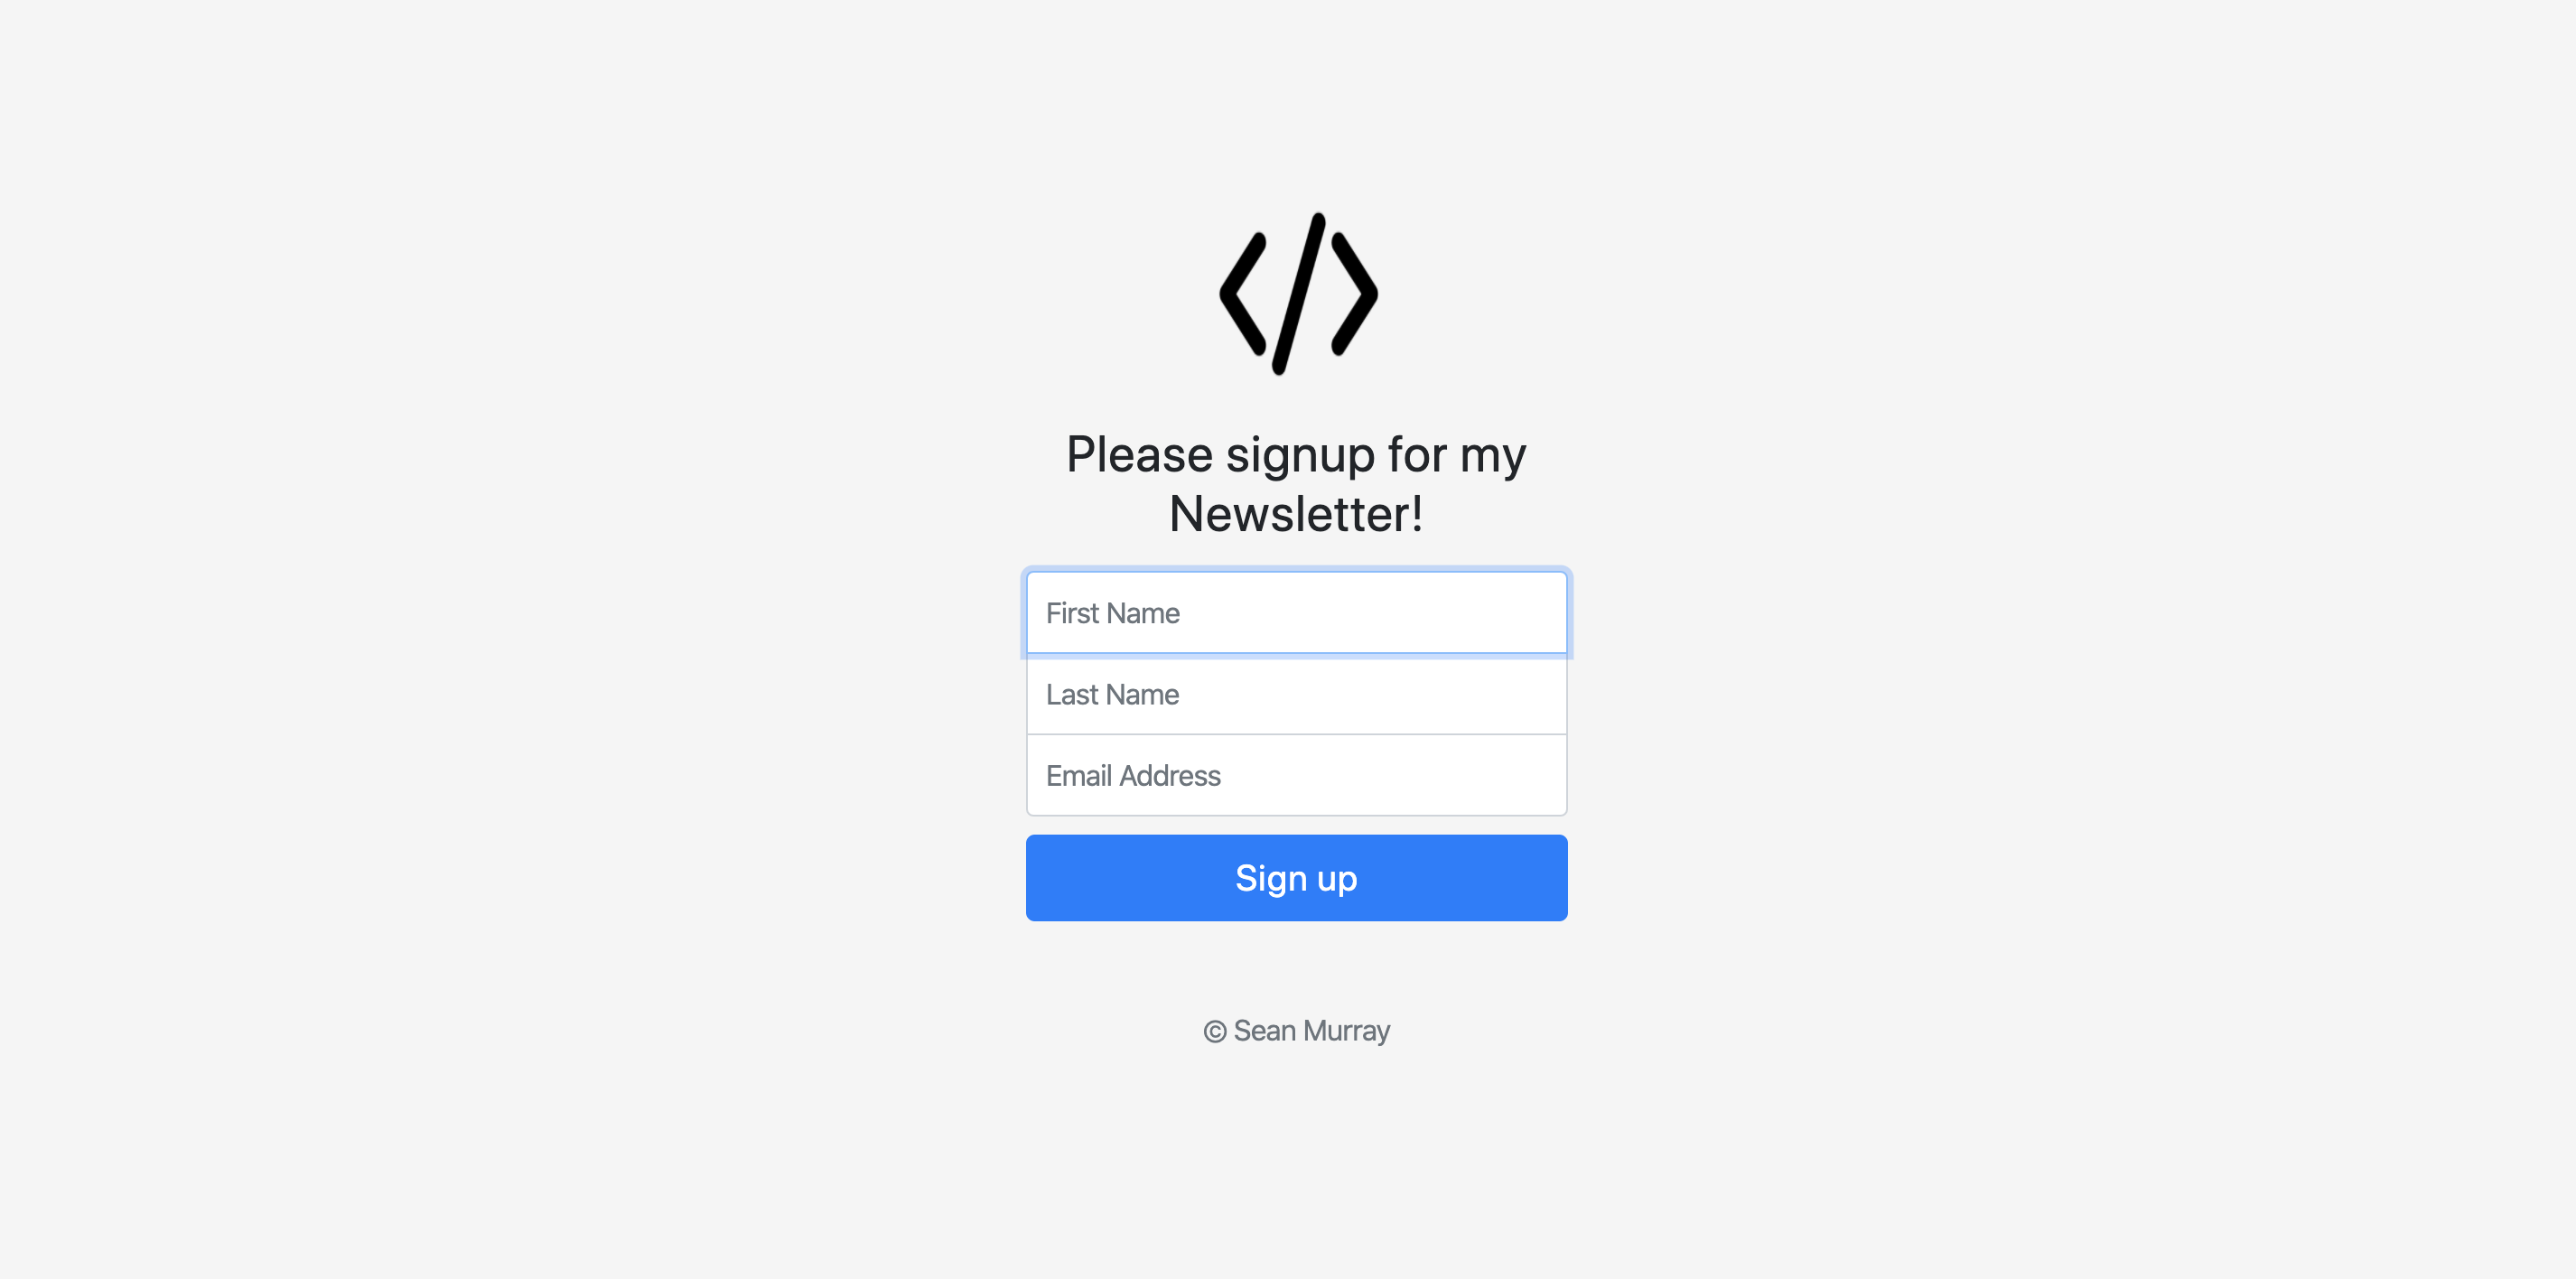 Please signup for my
Newsletter!
First Name
Last Name
Email Address
Sign up
© Sean Murray